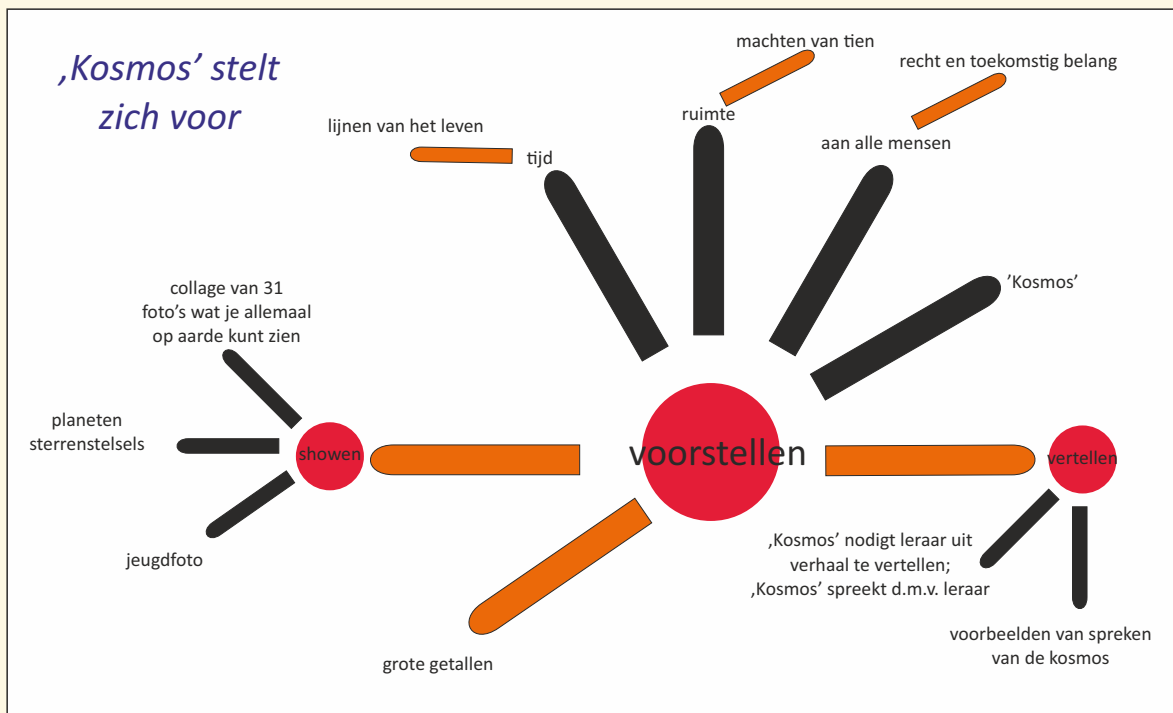 ‚Kosmos’ stelt
zich voor
machten van tien
recht en toekomstig belang
lijnen van het leven
ruimte
tijd
aan alle mensen
’Kosmos’
collage van 31
foto’s wat je allemaal
op aarde kunt zien
planeten
sterrenstelsels
showen
voorstellen
vertellen
jeugdfoto
‚Kosmos’ nodigt leraar uit
verhaal te vertellen;
‚Kosmos’ spreekt d.m.v. leraar
grote getallen
voorbeelden van spreken
van de kosmos